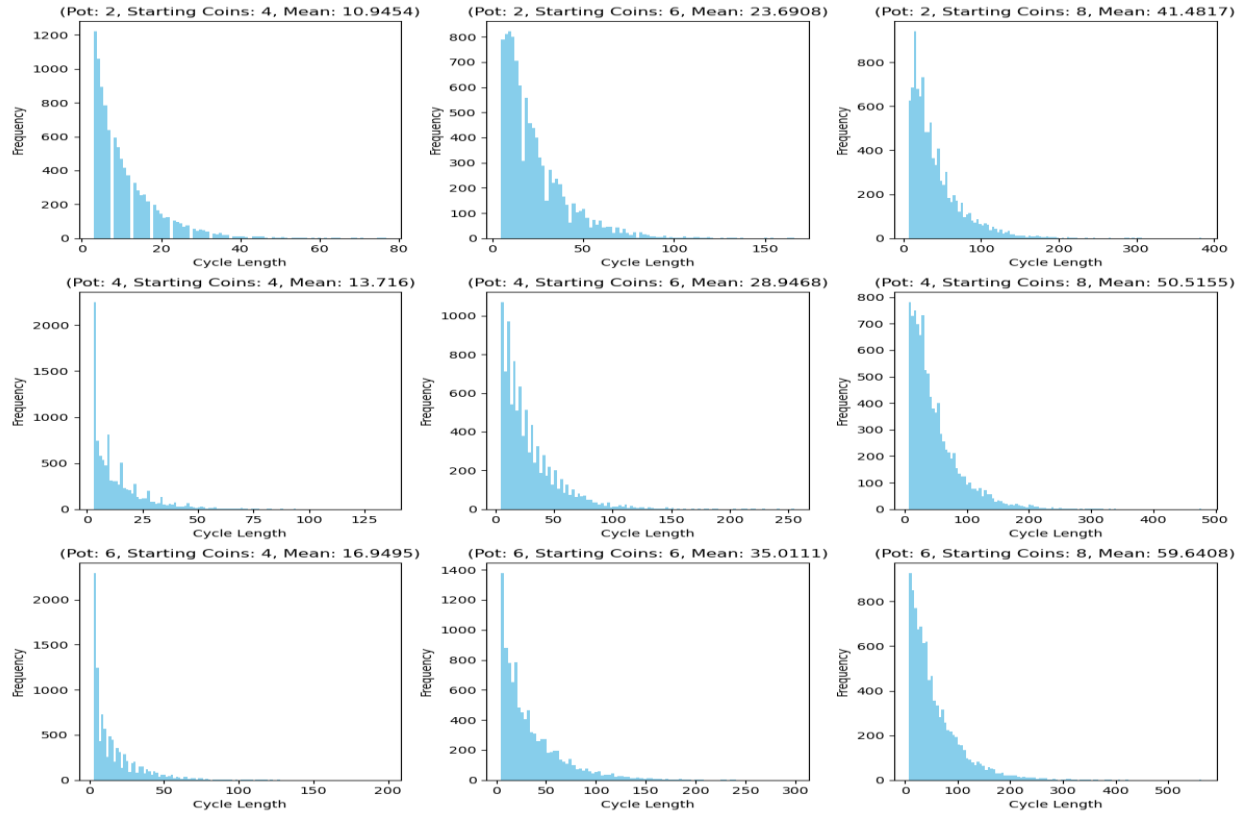 (Pot: 2, Starting Coins: 4, Mean: 10.9454)
1200
1000
800
600
400
200
0
Frequency
0 20 40 60 80
Cycle Length
(Pot: 2, Starting Coins: 6, Mean: 23.6908)
800
700
600
500
400
300
200
100
0
Frequency
0 50 100 150
Cycle Length
(Pot: 2, Starting Coins: 8, Mean: 41.4817)
800
600
400
200
0
Frequency
0 100 200 300 400
Cycle Length
(Pot: 4, Starting Coins: 4, Mean: 13.716)
2000
1500
1000
500
0
Frequency
0 25 50 75 100 125
Cycle Length
(Pot: 4, Starting Coins: 6, Mean: 28.9468)
1000
800
600
400
200
0
Frequency
0 50 100 150 200 250
Cycle Length
(Pot: 4, Starting Coins: 8, Mean: 50.5155)
800
700
600
500
400
300
200
100
0
Frequency
0 100 200 300 400 500
Cycle Length
(Pot: 6, Starting Coins: 4, Mean: 16.9495)
2000
1500
1000
500
0
Frequency
0 50 100 150 200
Cycle Length
(Pot: 6, Starting Coins: 6, Mean: 35.0111)
1400
1200
1000
800
600
400
200
0
Frequency
0 50 100 150 200 250 300
Cycle Length
(Pot: 6, Starting Coins: 8, Mean: 59.6408)
800
600
400
200
0
Frequency
0 100 200 300 400 500
Cycle Length